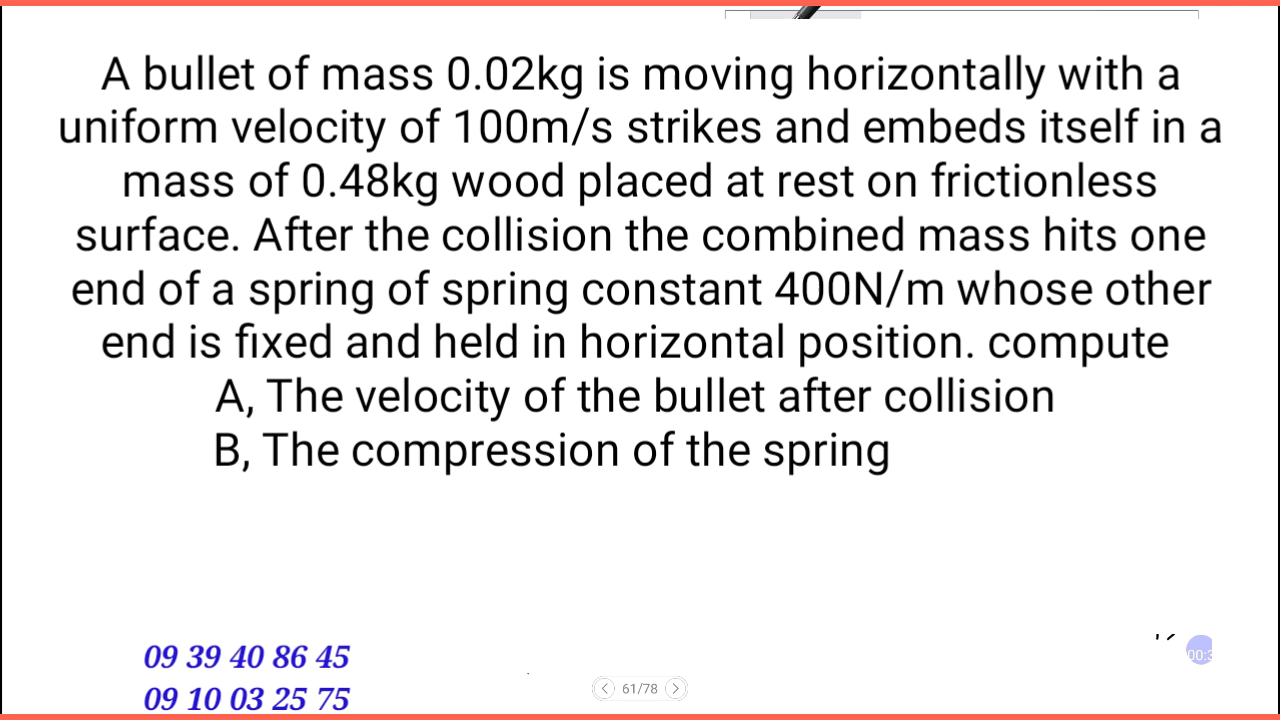 A bullet of mass 0.02kg is moving horizontally with a
uniform velocity of 100m/s strikes and embeds itself in a
mass of 0.48kg wood placed at rest on frictionless
surface. After the collision the combined mass hits one
end of a spring of spring constant 400N/m whose other
end is fixed and held in horizontal position. compute
A, The velocity of the bullet after collision
B, The compression of the spring
09 39 40 86 45
09 10 03 25 75
61/78